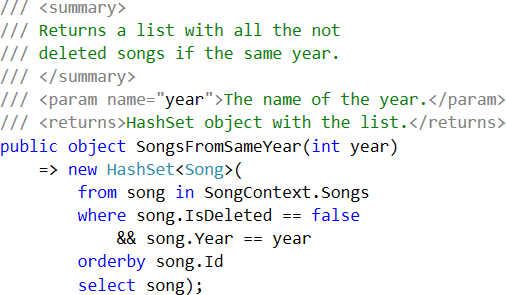 /// <summary>
/// Returns a list with all the not
/// deleted songs if the same year.
/// </summary>
/// <param name="year">The name of the year.</param>
/// <returns>HashSet object with the list.</returns>
public object SongsFromSameYear(int year)
    => new HashSet<Song>(
        from song in SongContext.Songs
        where song.IsDeleted == false
            && song.Year == year
        orderby song.Id
        select song);